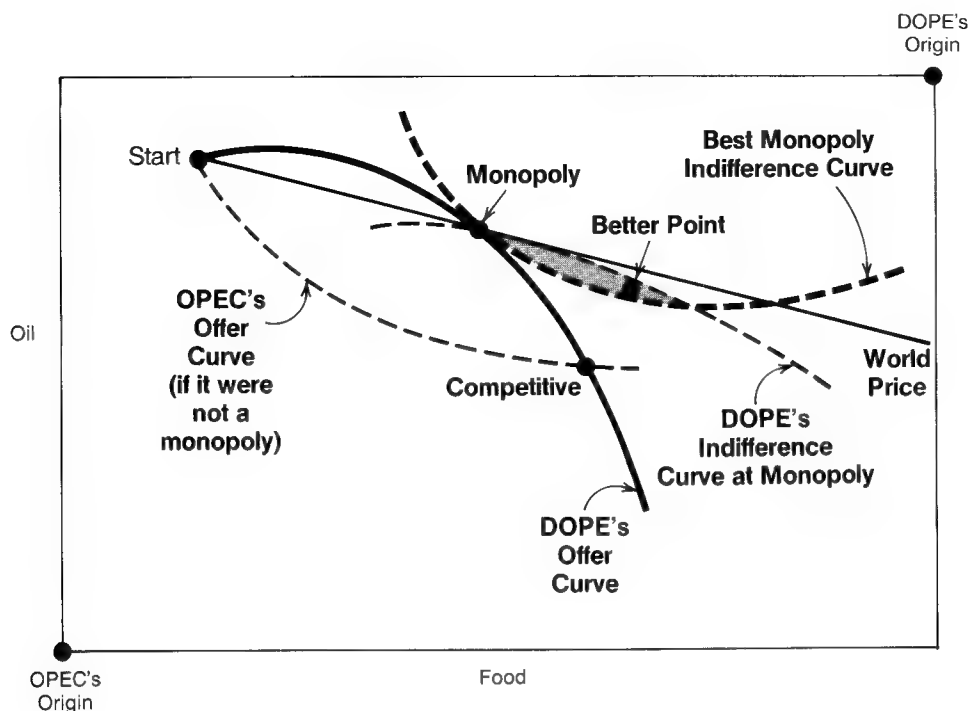 DOPE's
Origin
Start
Monopoly
Best Monopoly
Indifference Curve
Better Point
OPEC's
Offer
Curve
(if it were
not a
monopoly)
Oil
Competitive
World
Price
DOPE's
Indifference
Curve at Monopoly
DOPE's
Offer
Curve
OPEC's
Origin
Food